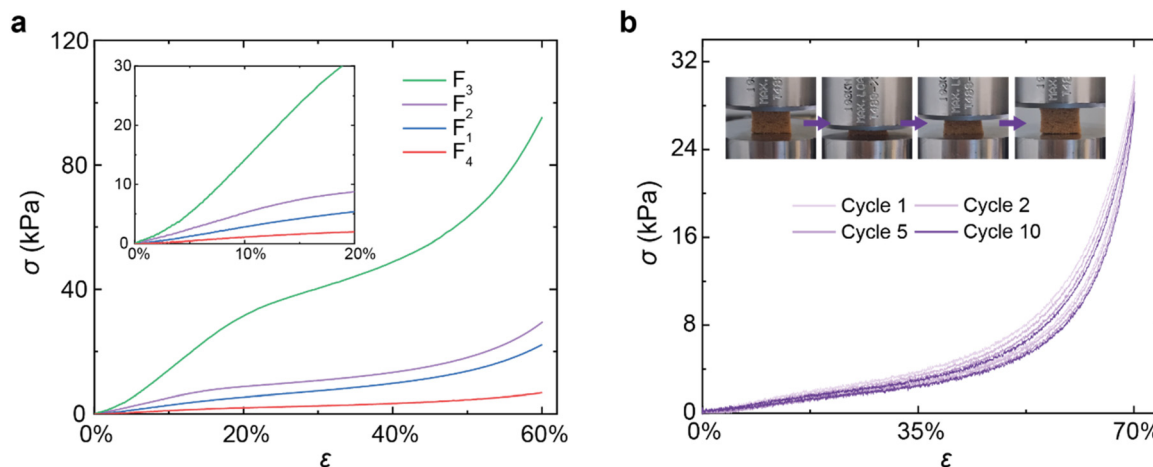 a
120
80
40
0
σ (kPa)
0%
20%
40%
60%
ε
30
20
10
0
0%
10%
20%
F₃
F₂
F₁
F₄
b
32
24
16
8
0
σ (kPa)
0%
35%
70%
ε
Cycle 1
Cycle 2
Cycle 5
Cycle 10